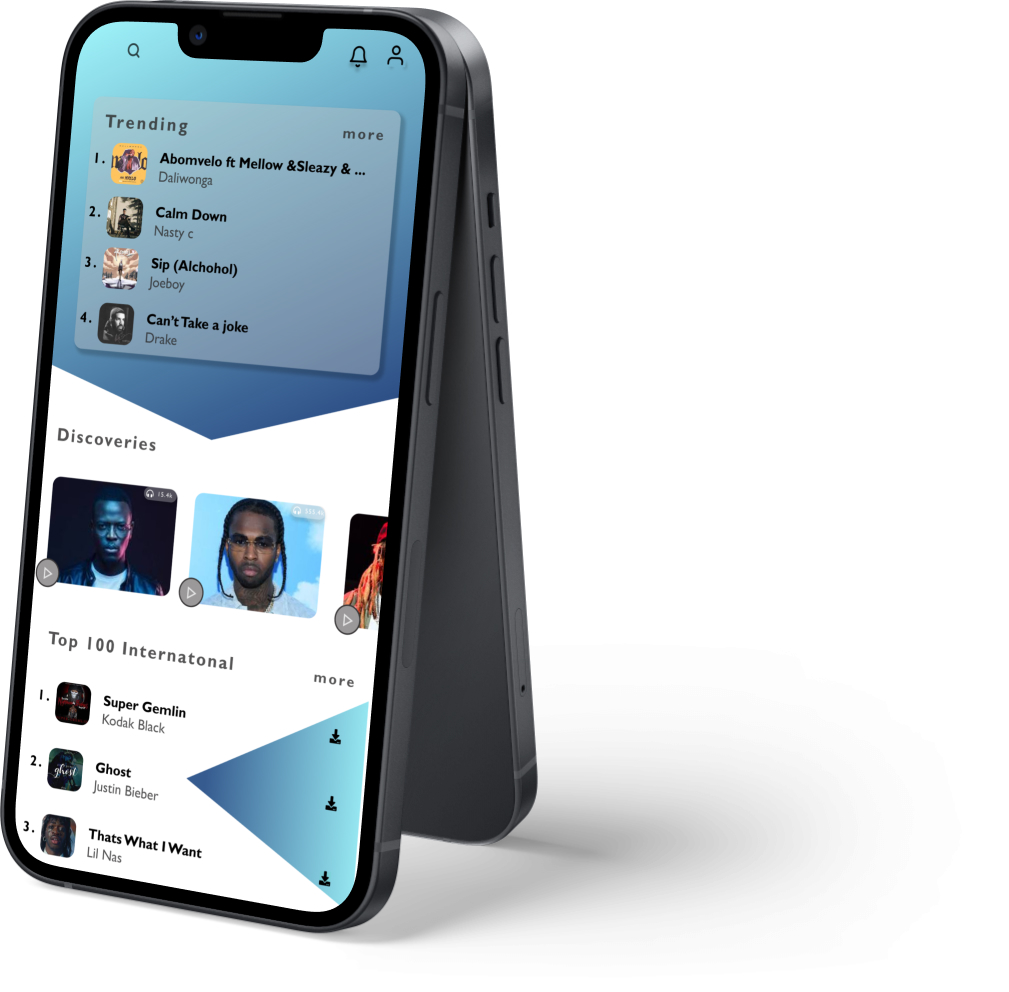 Trending
more
1.
Abomvelo ft Mellow &Sleazy & ...
Daliwonga
2.
Calm Down
Nasty c
3.
Sip (Alchohol)
Joeboy
4.
Can't Take a joke
Drake
Discoveries
15.4k
Top 100 Internatonal
more
1.
Super Gemlin
Kodak Black
2.
ghost
Ghost
Justin Bieber
3.
Thats What I Want
Lil Nas